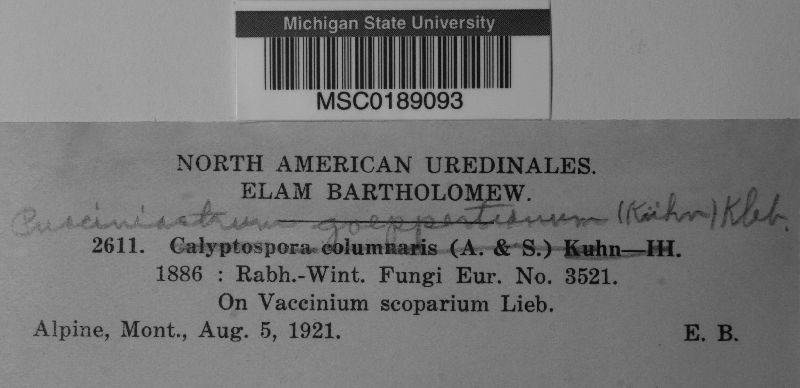 Michigan State University
MSC0189093
NORTH AMERICAN UREDINALES.
ELAM BARTHOLOMEW.
Pucciniastrum goeppertianum (Kühn) Kleb.
2611. Calyptospora columnaris (A. & S.) Kuhn—III.
1886 : Rabh.-Wint. Fungi Eur. No. 3521.
On Vaccinium scoparium Lieb.
Alpine, Mont., Aug. 5, 1921. E. B.